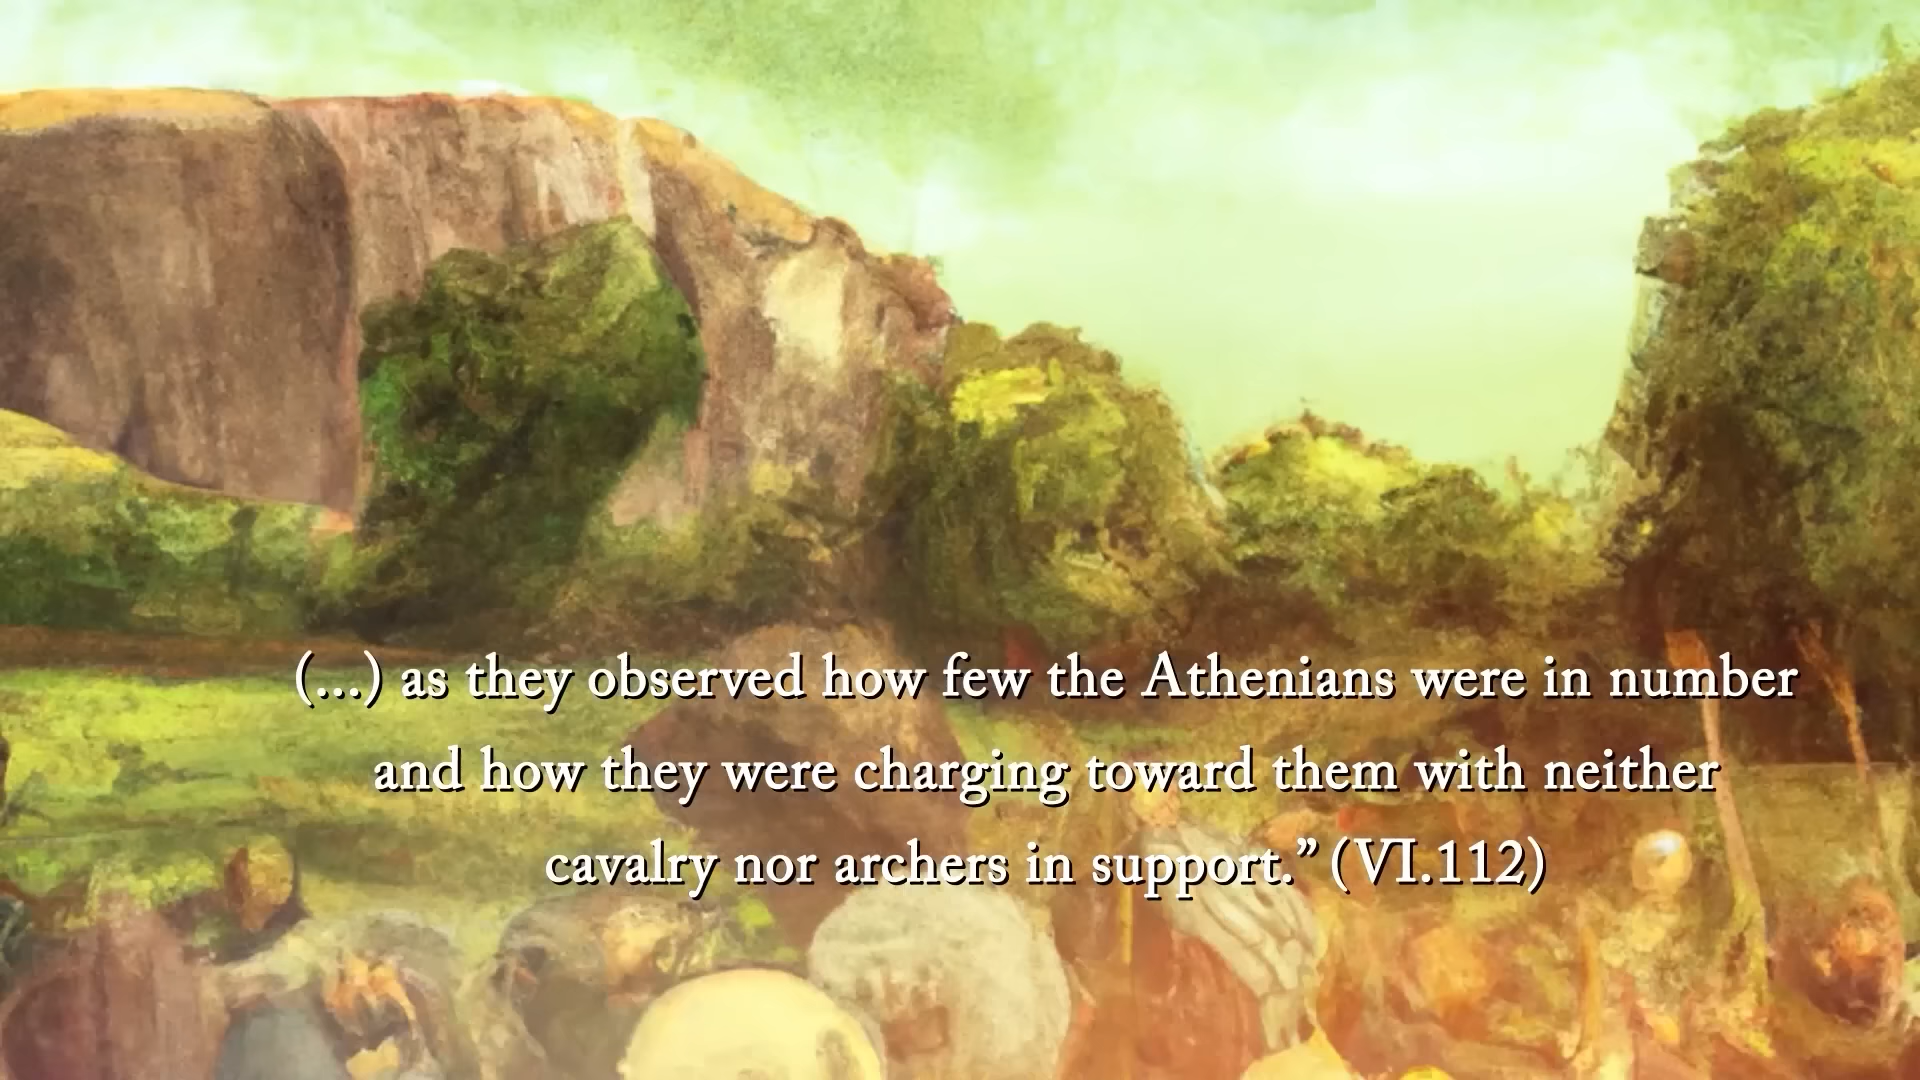 (...) as they observed how few the Athenians were in number
and how they were charging toward them with neither
cavalry nor archers in support.” (VI.112)